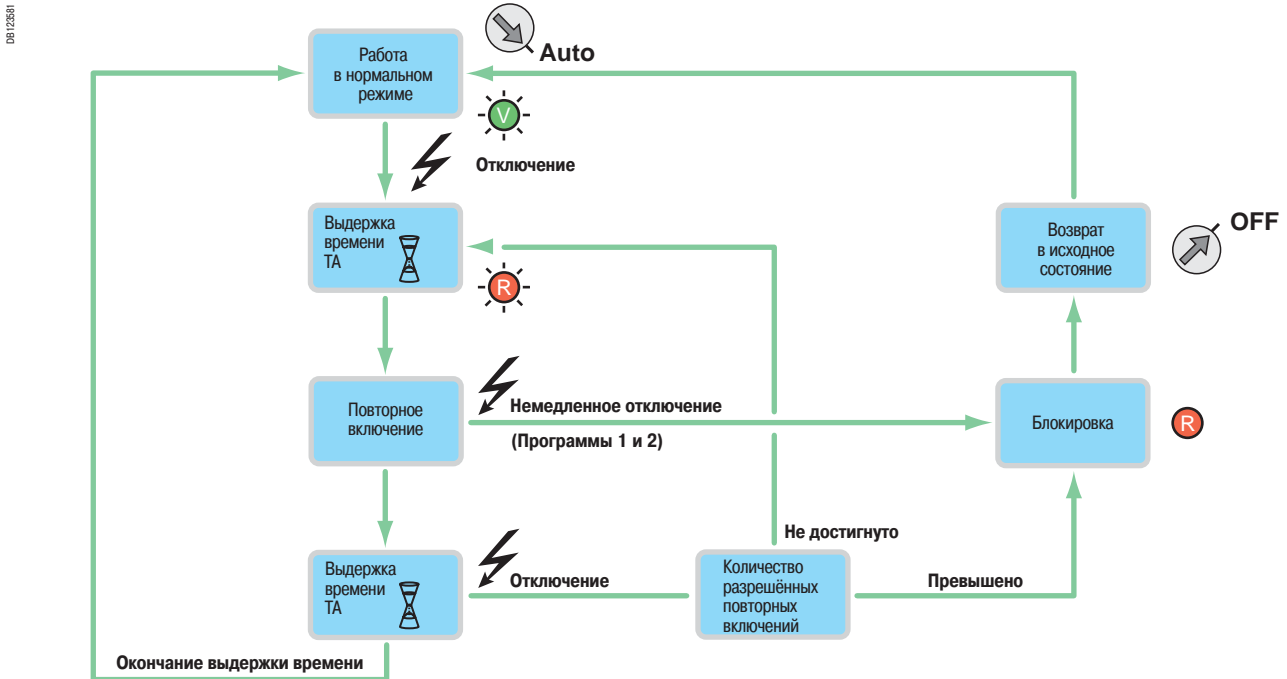 DB123581
Auto
Работа
в нормальном
режиме
V
Отключение
Выдержка
времени
ТА
R
Возврат
в исходное
состояние
OFF
Повторное
включение
Немедленное отключение
(Программы 1 и 2)
Блокировка
R
Не достигнуто
Выдержка
времени
ТА
Отключение
Количество
разрешённых
повторных
включений
Превышено
Окончание выдержки времени